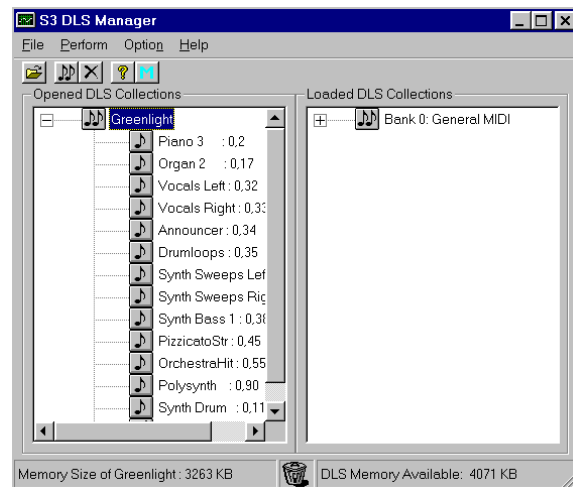 S3 DLS Manager
File Perform Option Help
Opened DLS Collections
Greenlight
Piano 3 : 0,2
Organ 2 : 0,17
Vocals Left : 0,32
Vocals Right : 0,33
Announcer : 0,34
Drumloops : 0,35
Synth Sweeps Lef
Synth Sweeps Rig
Synth Bass 1 : 0,38
PizzicatoStr : 0,45
OrchestraHit : 0,55
Polysynth : 0,90
Synth Drum : 0,11
Loaded DLS Collections
Bank 0: General MIDI
Memory Size of Greenlight : 3263 KB
DLS Memory Available: 4071 KB